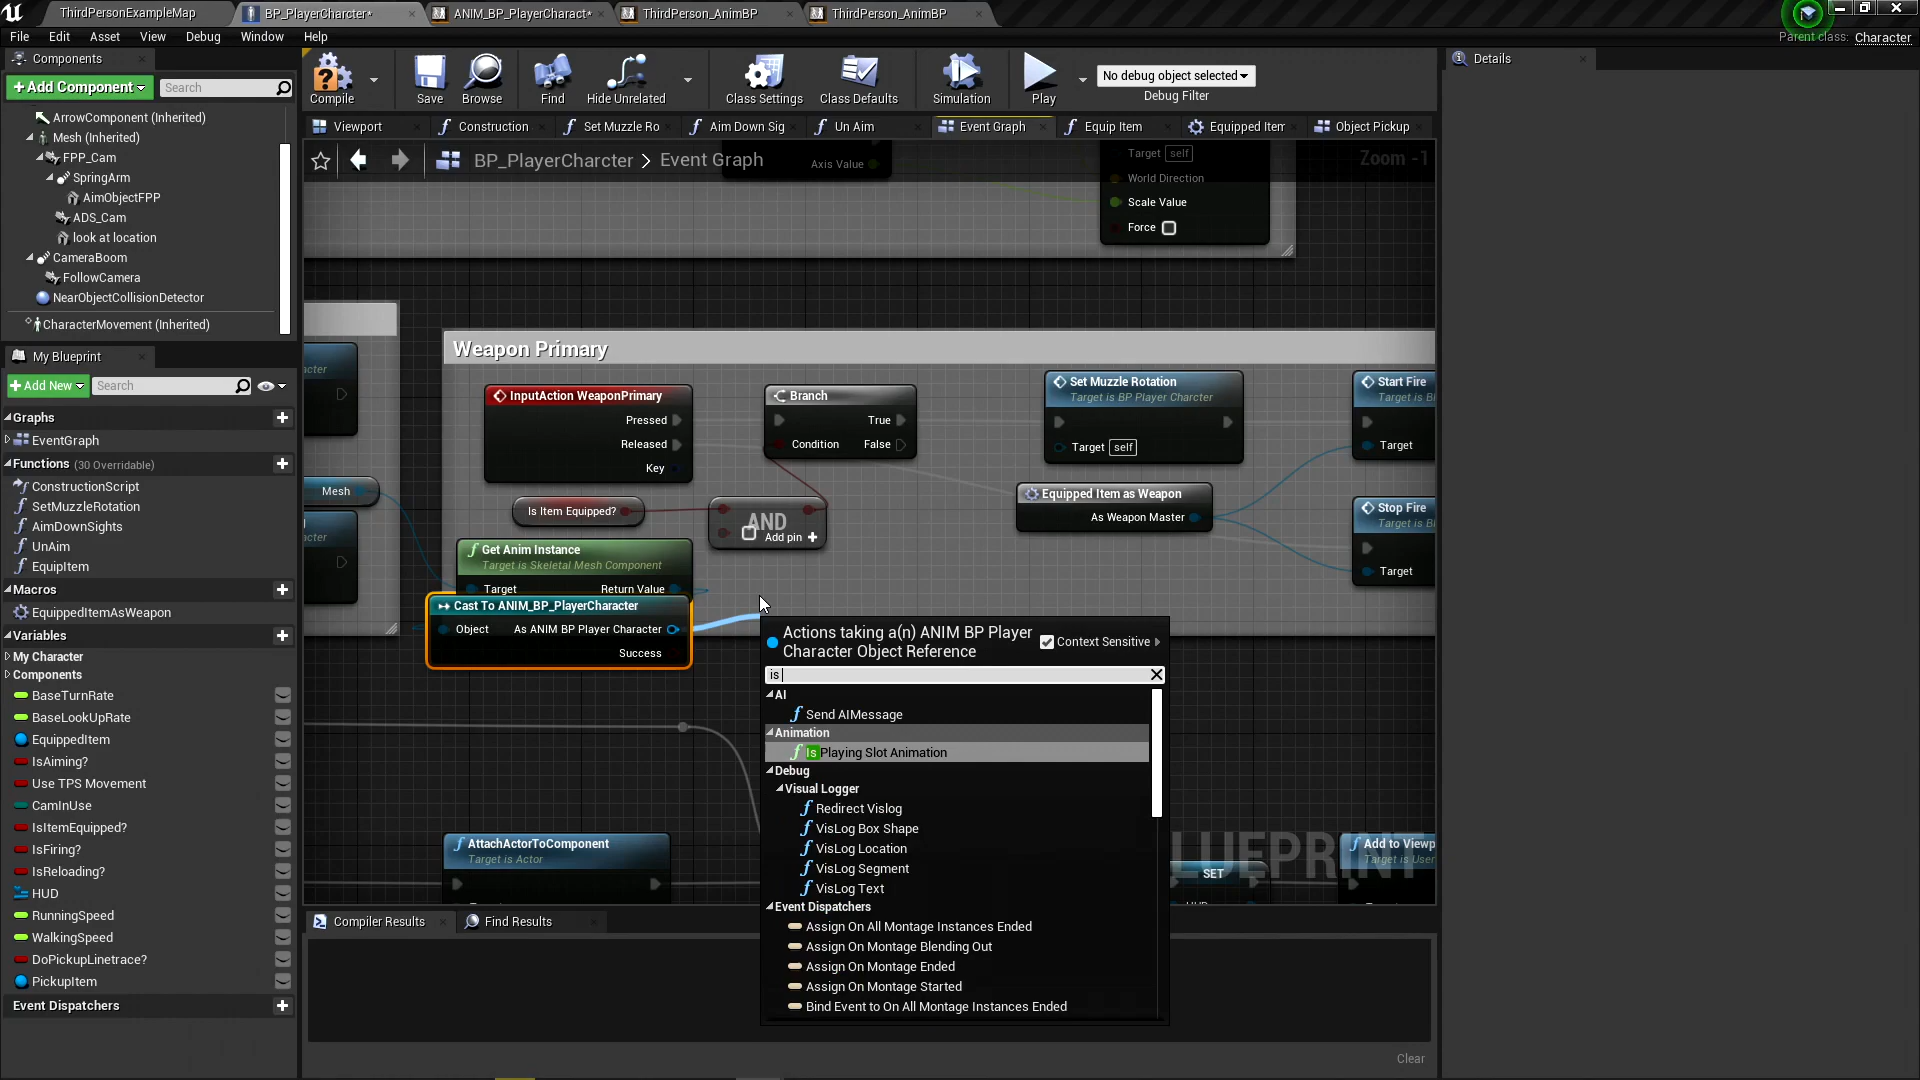 ThirdPersonExampleMap
BP_PlayerCharcter*
ANIM_BP_PlayerCharact*
ThirdPerson_AnimBP
ThirdPerson_AnimBP
File Edit Asset View Debug Window Help
Parent class: Character
Components
+Add Component
Search
ArrowComponent (Inherited)
Mesh (Inherited)
FPP_Cam
SpringArm
AimObjectFPP
ADS_Cam
look at location
CameraBoom
FollowCamera
NearObjectCollisionDetector
CharacterMovement (Inherited)
Compile
Save
Browse
Find
Hide Unrelated
Class Settings
Class Defaults
Simulation
Play
No debug object selected
Debug Filter
Details
Viewport
Construction
Set Muzzle Ro
Aim Down Sig
Un Aim
Event Graph
Equip Item
Equipped Iter
Object Pickup
BP_PlayerCharcter > Event Graph
Zoom -1
Axis Value
Target self
World Direction
Scale Value
Force
My Blueprint
+Add New
Search
Graphs
EventGraph
Functions (30 Overridable)
ConstructionScript
SetMuzzleRotation
AimDownSights
UnAim
EquipItem
Macros
EquippedItemAsWeapon
Variables
My Character
Components
BaseTurnRate
BaseLookUpRate
EquippedItem
IsAiming?
Use TPS Movement
CamInUse
IsItemEquipped?
IsFiring?
IsReloading?
HUD
RunningSpeed
WalkingSpeed
DoPickupLinetrace?
PickupItem
Event Dispatchers
Weapon Primary
acter
Mesh
acter
InputAction WeaponPrimary
Pressed
Released
Key
Branch
True
Condition False
Set Muzzle Rotation
Target is BP Player Charcter
Target self
Start Fire
Target is B
Target
Is Item Equipped?
AND
Add pin +
Equipped Item as Weapon
As Weapon Master
Stop Fire
Target is B
Target
Get Anim Instance
Target is Skeletal Mesh Component
Target Return Value
Cast To ANIM_BP_PlayerCharacter
Object As ANIM BP Player Character
Success
Actions taking a(n) ANIM BP Player
Character Object Reference
Context Sensitive
is
AI
Send AIMessage
Animation
Is Playing Slot Animation
Debug
Visual Logger
Redirect Vislog
VisLog Box Shape
VisLog Location
VisLog Segment
VisLog Text
Event Dispatchers
Assign On All Montage Instances Ended
Assign On Montage Blending Out
Assign On Montage Ended
Assign On Montage Started
Bind Event to On All Montage Instances Ended
AttachActorToComponent
Target is Actor
SET
Add to Viewp
Target is User
LUEPRINT
Compiler Results
Find Results
Clear